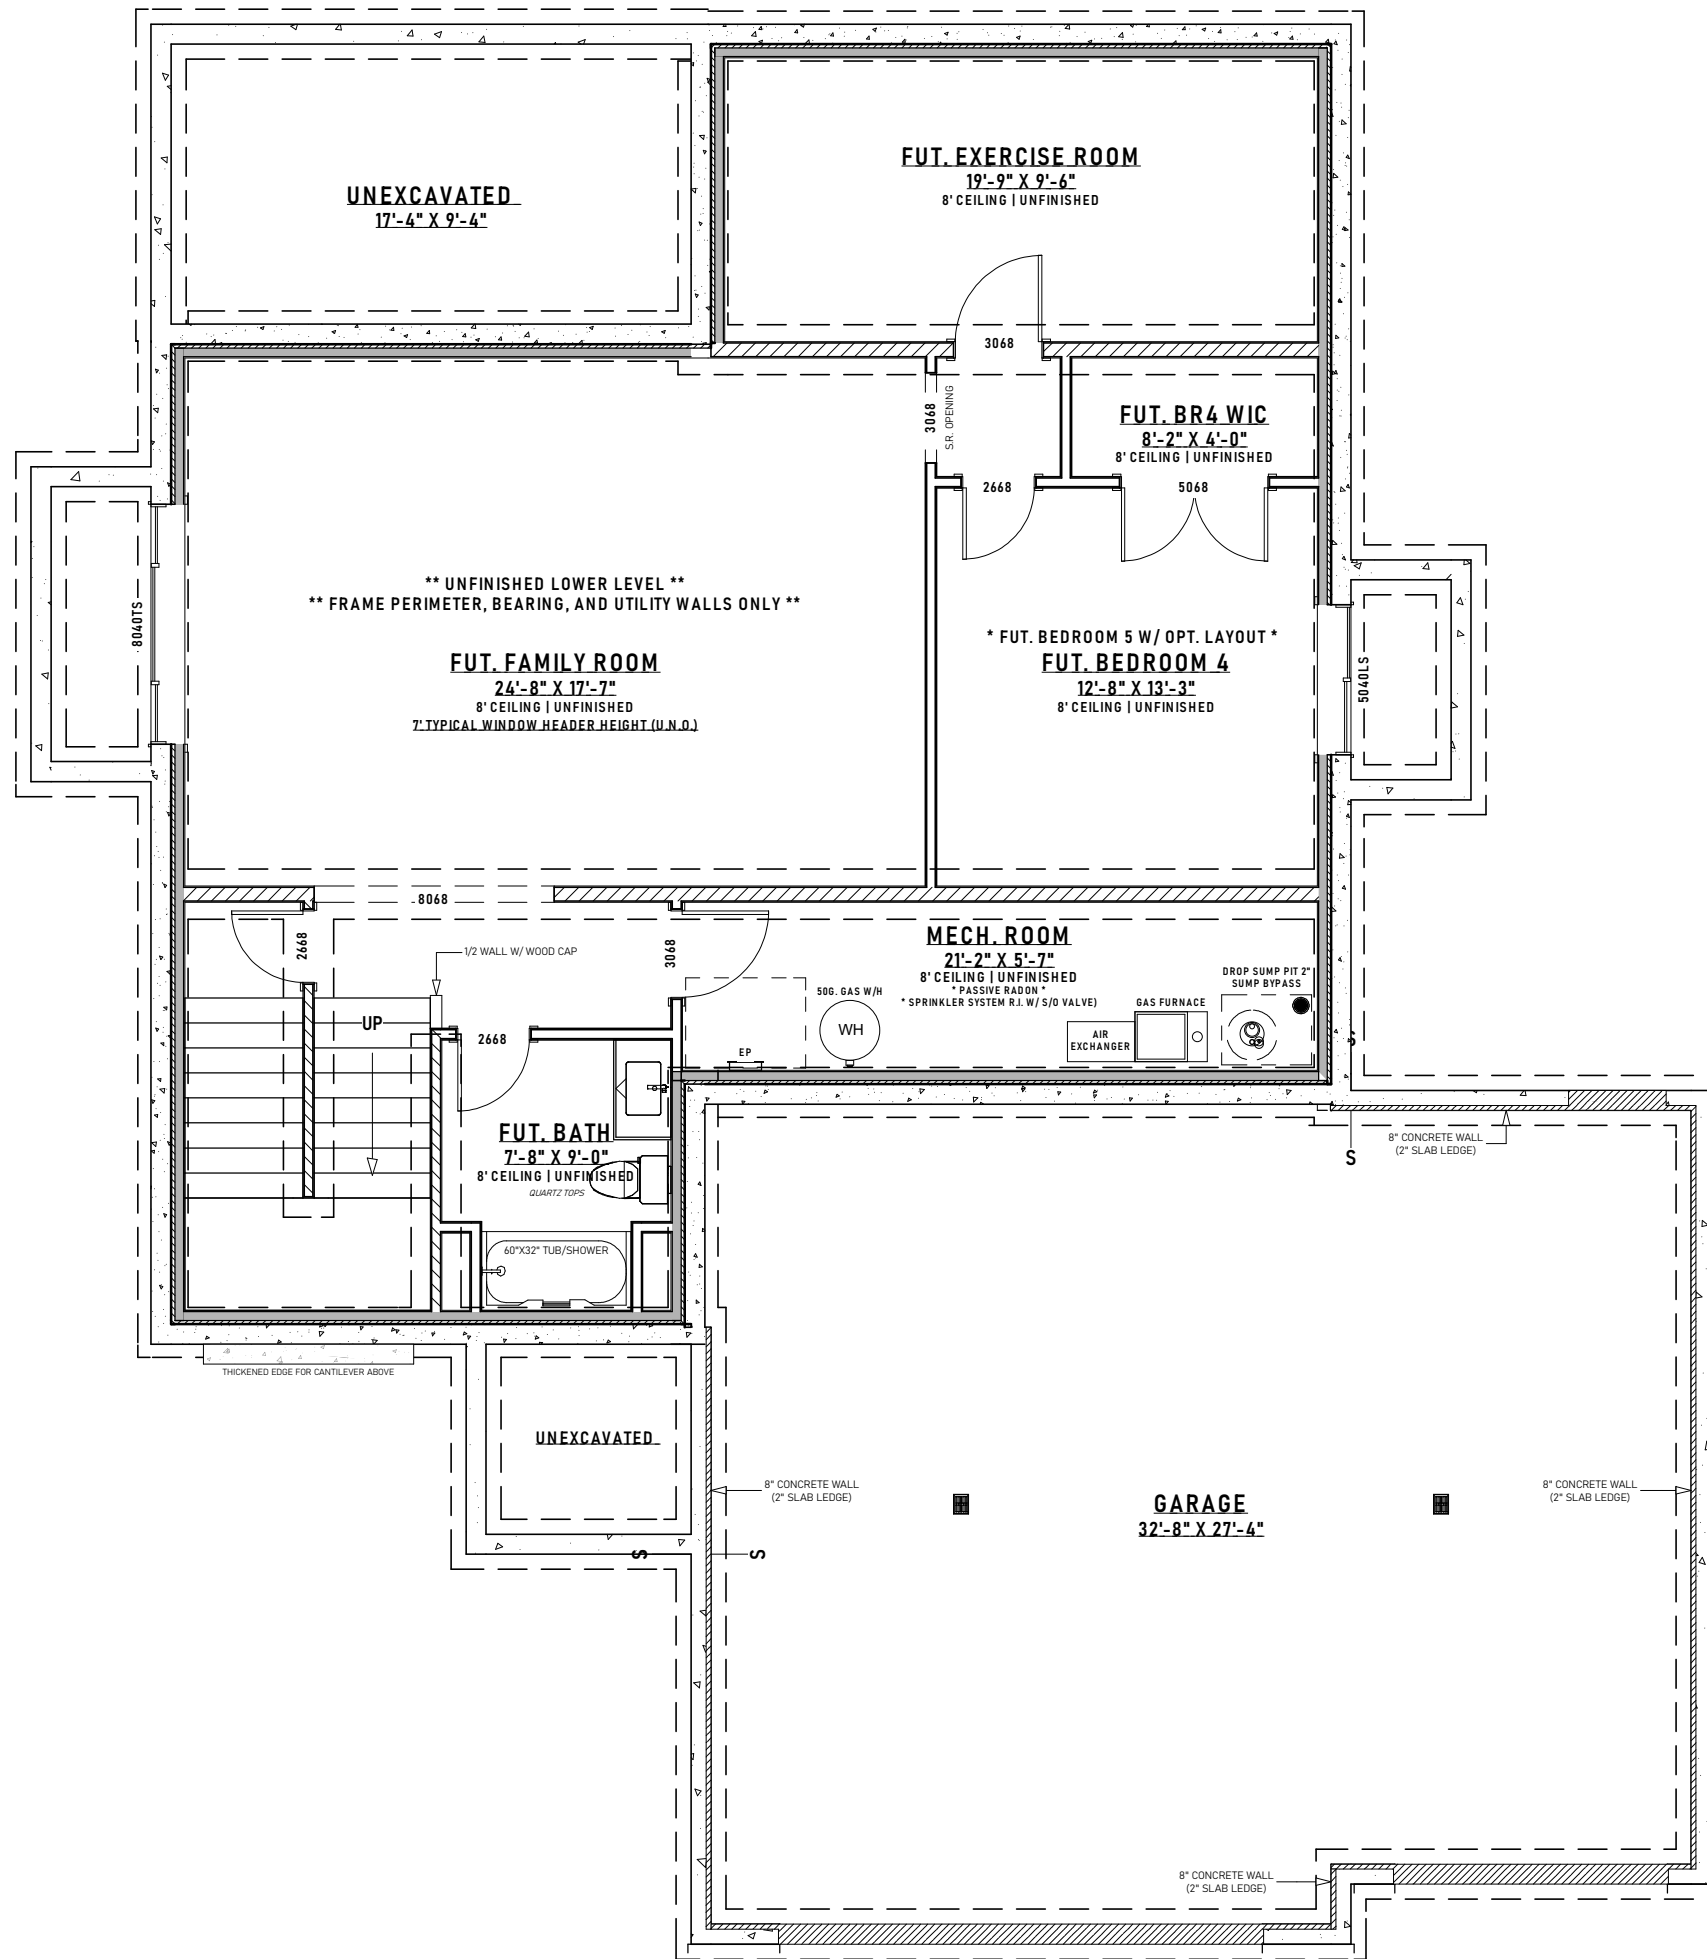 UNEXCAVATED
17'-4" X 9'-4"
FUT. EXERCISE ROOM
19'-9" X 9'-6"
8' CEILING | UNFINISHED
3068
3068
S.R. OPENING
FUT. BR4 WIC
8'-2" X 4'-0"
8' CEILING | UNFINISHED
2668
5068
8040TS
** UNFINISHED LOWER LEVEL **
** FRAME PERIMETER, BEARING, AND UTILITY WALLS ONLY **
FUT. FAMILY ROOM
24'-8" X 17'-7"
8' CEILING | UNFINISHED
7' TYPICAL WINDOW HEADER HEIGHT (U.N.O.)
* FUT. BEDROOM 5 W/ OPT. LAYOUT *
FUT. BEDROOM 4
12'-8" X 13'-3"
8' CEILING | UNFINISHED
5040LS
8068
2668
1/2 WALL W/ WOOD CAP
3068
UP
2668
MECH. ROOM
21'-2" X 5'-7"
8' CEILING | UNFINISHED
* PASSIVE RADON *
* SPRINKLER SYSTEM R.I. W/ S/O VALVE)
50G. GAS W/H
WH
EP
GAS FURNACE
AIR
EXCHANGER
DROP SUMP PIT 2"
SUMP BYPASS
S
S
8" CONCRETE WALL
(2" SLAB LEDGE)
FUT. BATH
7'-8" X 9'-0"
8' CEILING | UNFINISHED
QUARTZ TOPS
60"X32" TUB/SHOWER
THICKENED EDGE FOR CANTILEVER ABOVE
UNEXCAVATED
S
S
8" CONCRETE WALL
(2" SLAB LEDGE)
GARAGE
32'-8" X 27'-4"
8" CONCRETE WALL
(2" SLAB LEDGE)
8" CONCRETE WALL
(2" SLAB LEDGE)